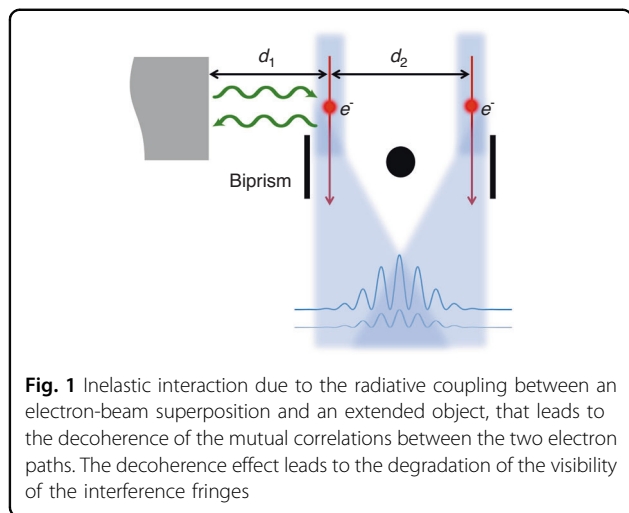 d₁
d₂
e⁻
e⁻
Biprism
Fig. 1 Inelastic interaction due to the radiative coupling between an
electron-beam superposition and an extended object, that leads to
the decoherence of the mutual correlations between the two electron
paths. The decoherence effect leads to the degradation of the visibility
of the interference fringes